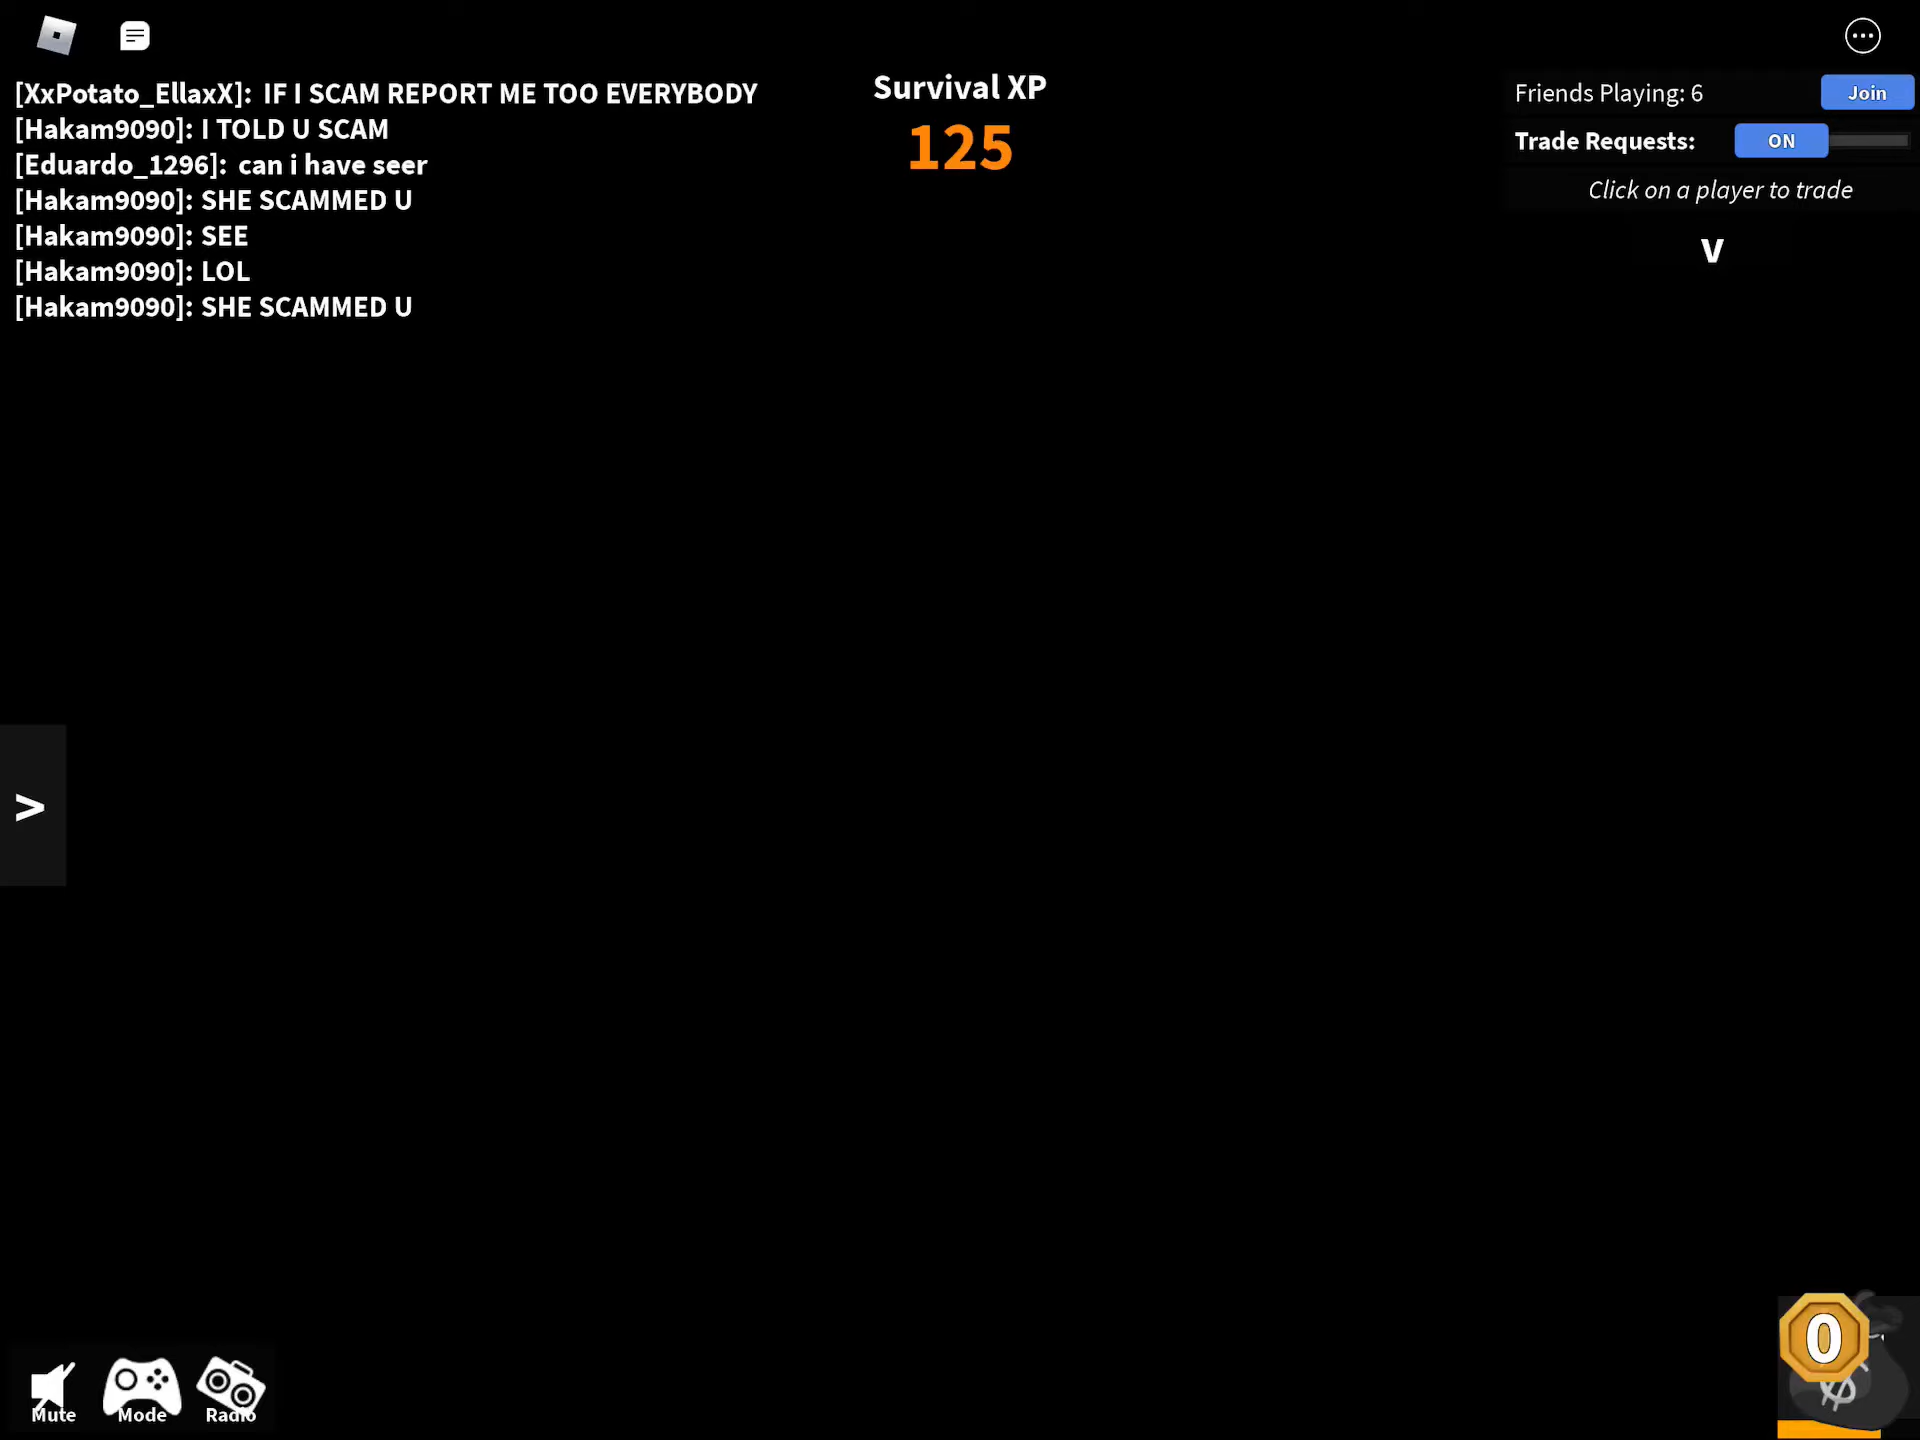 [XxPotato_EllaxX]: IF I SCAM REPORT ME TOO EVERYBODY
[Hakam9090]: I TOLD U SCAM
[Eduardo_1296]: can i have seer
[Hakam9090]: SHE SCAMMED U
[Hakam9090]: SEE
[Hakam9090]: LOL
[Hakam9090]: SHE SCAMMED U
Survival XP
125
Friends Playing: 6 Join
Trade Requests: ON
Click on a player to trade
V
>
0
$
Mute Mode Radio